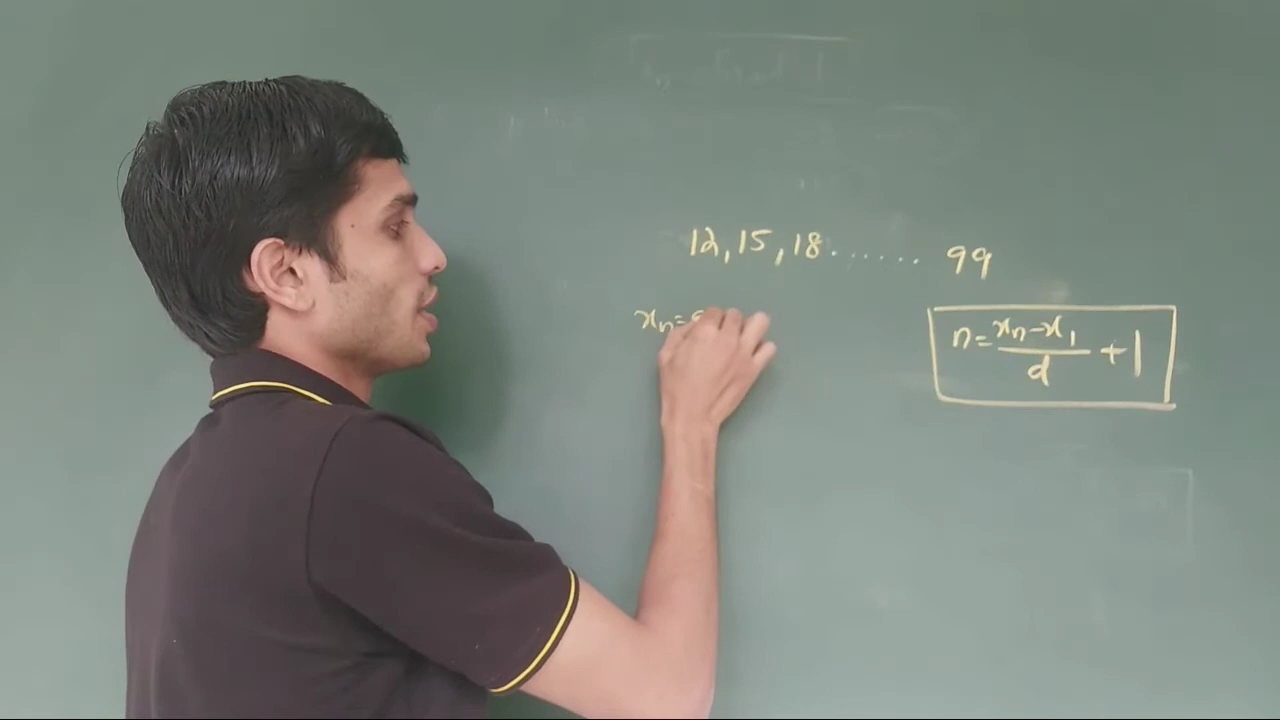 12, 15, 18 ...... 99
xₙ =
n = (xₙ - x₁)/d + 1